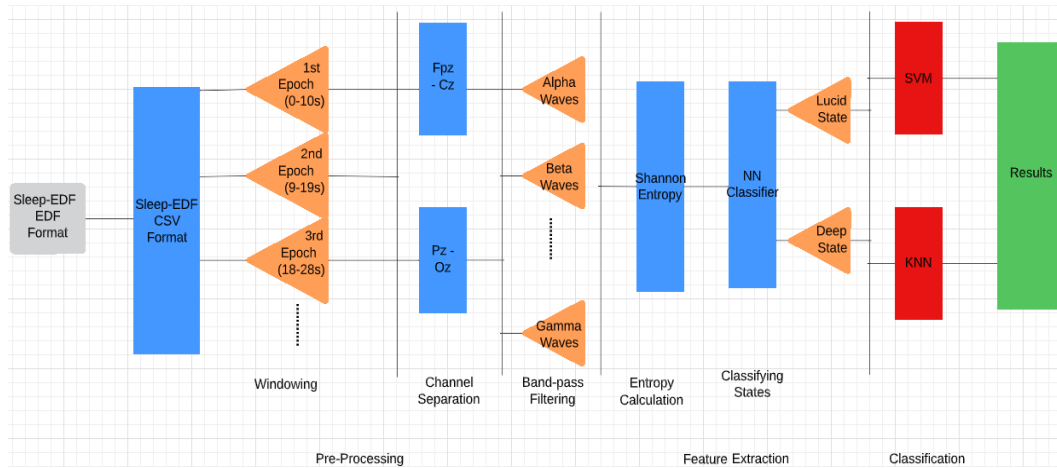 Sleep-EDF
EDF
Format
Sleep-EDF
CSV
Format
1st
Epoch
(0-10s)
2nd
Epoch
(9-19s)
3rd
Epoch
(18-28s)
Fpz
- Cz
Pz -
Oz
Alpha
Waves
Beta
Waves
Gamma
Waves
Shannon
Entropy
NN
Classifier
Lucid
State
Deep
State
SVM
KNN
Results
Windowing
Channel
Separation
Band-pass
Filtering
Entropy
Calculation
Classifying
States
Pre-Processing
Feature Extraction
Classification